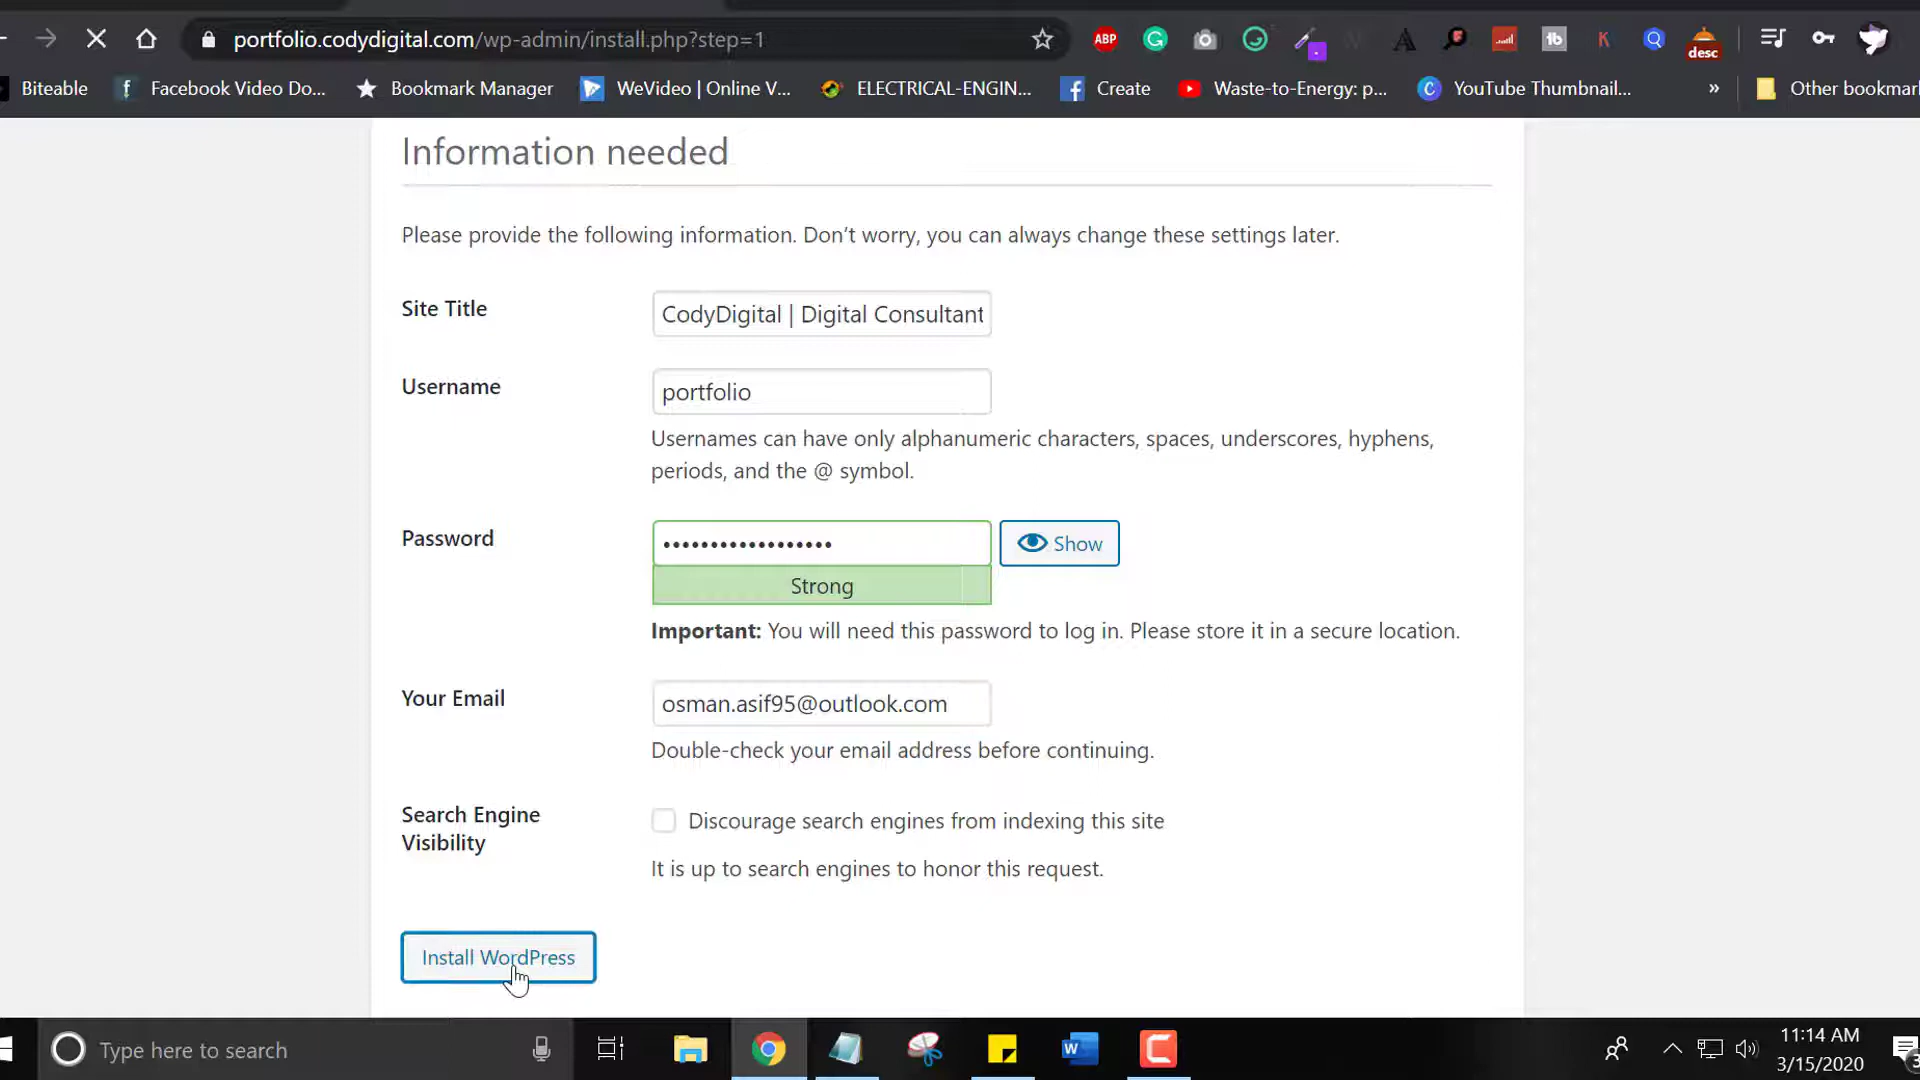 portfolio.codydigital.com/wp-admin/install.php?step=1
ABP
desc
Biteable
Facebook Video Do...
Bookmark Manager
WeVideo | Online V...
ELECTRICAL-ENGIN...
Create
Waste-to-Energy: p...
YouTube Thumbnail...
»
Other bookmar
Information needed
Please provide the following information. Don’t worry, you can always change these settings later.
Site Title
CodyDigital | Digital Consultant
Username
portfolio
Usernames can have only alphanumeric characters, spaces, underscores, hyphens,
periods, and the @ symbol.
Password
••••••••••••••••••
Show
Strong
Important: You will need this password to log in. Please store it in a secure location.
Your Email
osman.asif95@outlook.com
Double-check your email address before continuing.
Search Engine
Visibility
Discourage search engines from indexing this site
It is up to search engines to honor this request.
Install WordPress
Type here to search
11:14 AM
3/15/2020